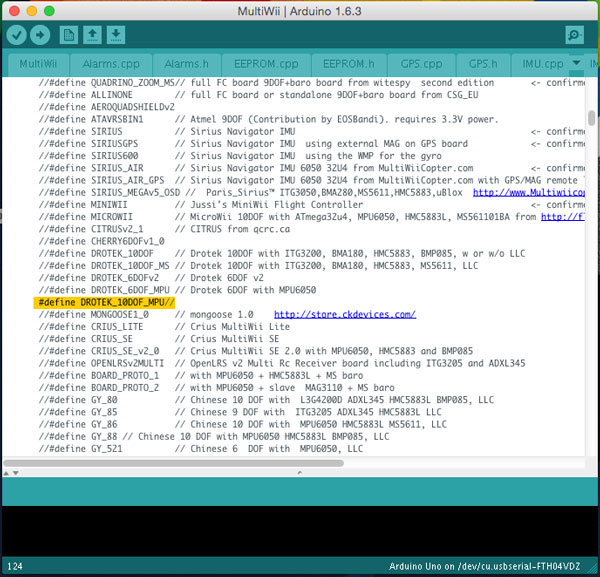 MultiWii | Arduino 1.6.3
MultiWii Alarms.cpp Alarms.h EEPROM.cpp EEPROM.h GPS.cpp GPS.h IMU.cpp IM
//#define QUADRINO_ZOOM_MS// full FC board 9DOF+baro board from witespy  second edition <- confirme
//#define ALLINONE // full FC board or standalone 9DOF+baro board from CSG_EU
//#define AEROQUADSHIELDv2
//#define ATAVRSBIN1 // Atmel 9DOF (Contribution by EOSBandi). requires 3.3V power.
//#define SIRIUS // Sirius Navigator IMU <- confirme
//#define SIRIUSGPS // Sirius Navigator IMU  using external MAG on GPS board <- confirme
//#define SIRIUS600 // Sirius Navigator IMU  using the WMP for the gyro
//#define SIRIUS_AIR // Sirius Navigator IMU 6050 32U4 from MultiWiiCopter.com <- confirme
//#define SIRIUS_AIR_GPS // Sirius Navigator IMU 6050 32U4 from MultiWiiCopter.com with GPS/MAG remote
//#define SIRIUS_MEGAv5_OSD // Paris_Sirius™ ITG3050,BMA280,MS5611,HMC5883,uBlox http://www.Multiwiicop
//#define MINIWII // Jussi's MiniWii Flight Controller <- confirme
//#define MICROWII // MicroWii 10DOF with ATmega32u4, MPU6050, HMC5883L, MS561101BA from http://f
//#define CITRUSv2_1 // CITRUS from qcrc.ca
//#define CHERRY6DOFv1_0
//#define DROTEK_10DOF // Drotek 10DOF with ITG3200, BMA180, HMC5883, BMP085, w or w/o LLC
//#define DROTEK_10DOF_MS // Drotek 10DOF with ITG3200, BMA180, HMC5883, MS5611, LLC
//#define DROTEK_6DOFv2 // Drotek 6DOF v2
//#define DROTEK_6DOF_MPU // Drotek 6DOF with MPU6050
#define DROTEK_10DOF_MPU//
//#define MONGOOSE1_0 // mongoose 1.0 http://store.ckdevices.com/
//#define CRIUS_LITE // Crius MultiWii Lite
//#define CRIUS_SE // Crius MultiWii SE
//#define CRIUS_SE_v2_0 // Crius MultiWii SE 2.0 with MPU6050, HMC5883 and BMP085
//#define OPENLRSv2MULTI // OpenLRS v2 Multi Rc Receiver board including ITG3205 and ADXL345
//#define BOARD_PROTO_1 // with MPU6050 + HMC5883L + MS baro
//#define BOARD_PROTO_2 // with MPU6050 + slave  MAG3110 + MS baro
//#define GY_80 // Chinese 10 DOF with  L3G4200D ADXL345 HMC5883L BMP085, LLC
//#define GY_85 // Chinese 9 DOF with  ITG3205 ADXL345 HMC5883L LLC
//#define GY_86 // Chinese 10 DOF with  MPU6050 HMC5883L MS5611, LLC
//#define GY_88 // Chinese 10 DOF with MPU6050 HMC5883L BMP085, LLC
//#define GY_521 // Chinese 6  DOF with  MPU6050, LLC
124 Arduino Uno on /dev/cu.usbserial-FTH04VDZ